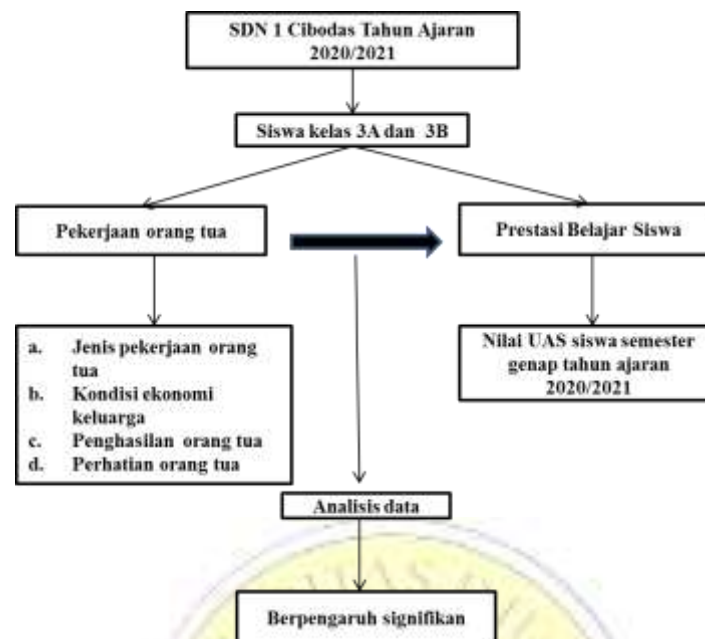 SDN 1 Cibodas Tahun Ajaran
2020/2021
Siswa kelas 3A dan 3B
Pekerjaan orang tua
Prestasi Belajar Siswa
a. Jenis pekerjaan orang
tua
b. Kondisi ekonomi
keluarga
c. Penghasilan orang tua
d. Perhatian orang tua
Nilai UAS siswa semester
genap tahun ajaran
2020/2021
Analisis data
Berpengaruh signifikan